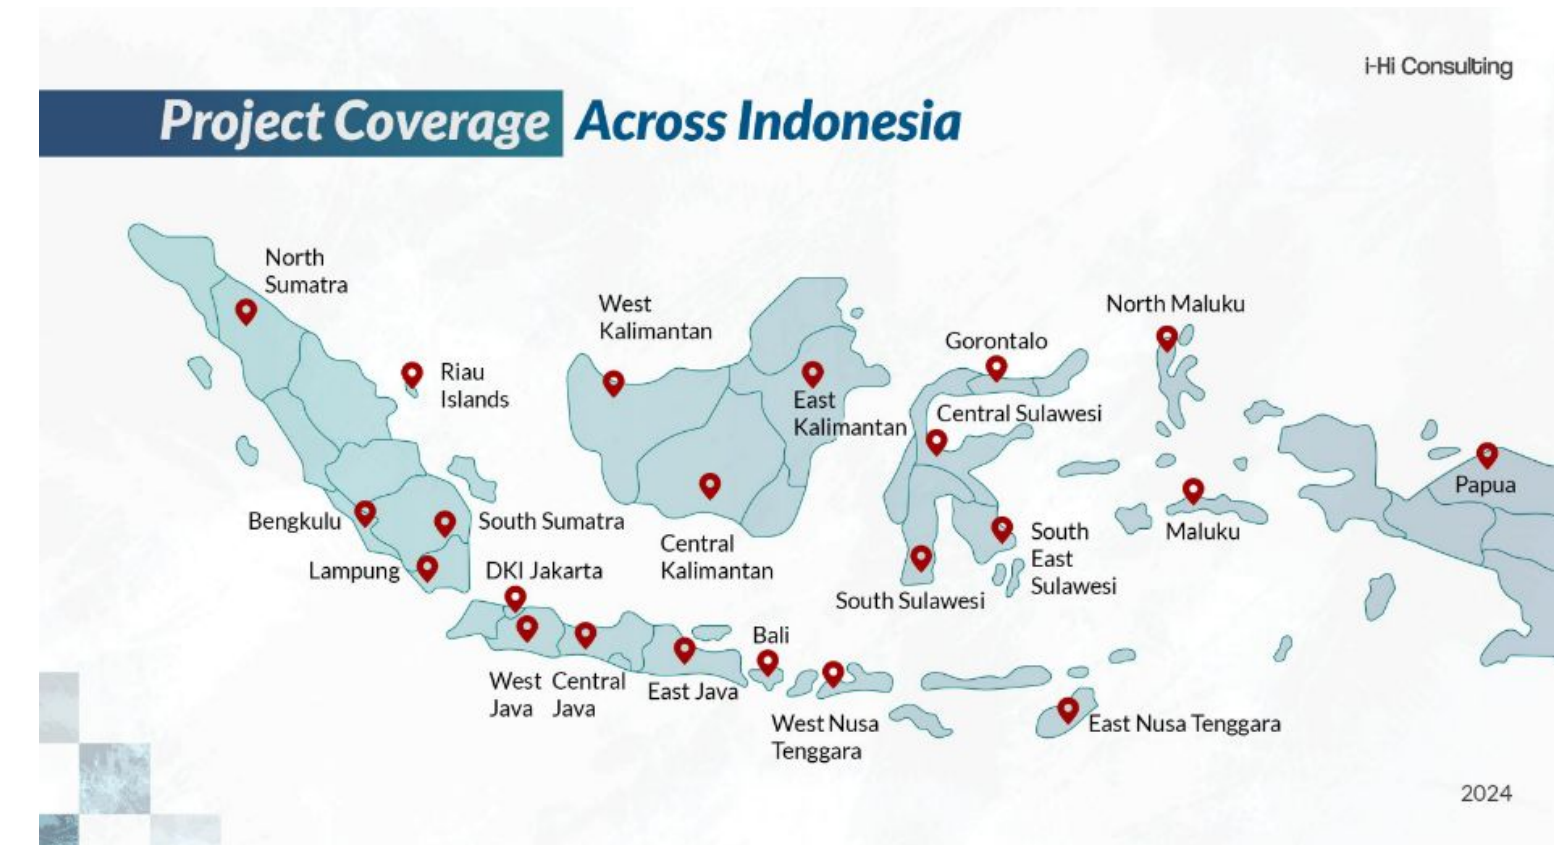 i-Hi Consulting
Project Coverage Across Indonesia
North
Sumatra
Riau
Islands
Bengkulu
South Sumatra
Lampung
DKI Jakarta
West
Java
Central
Java
East Java
Bali
West Nusa
Tenggara
East Nusa Tenggara
West
Kalimantan
East
Kalimantan
Central
Kalimantan
Gorontalo
Central Sulawesi
South Sulawesi
South
East
Sulawesi
North Maluku
Maluku
Papua
2024